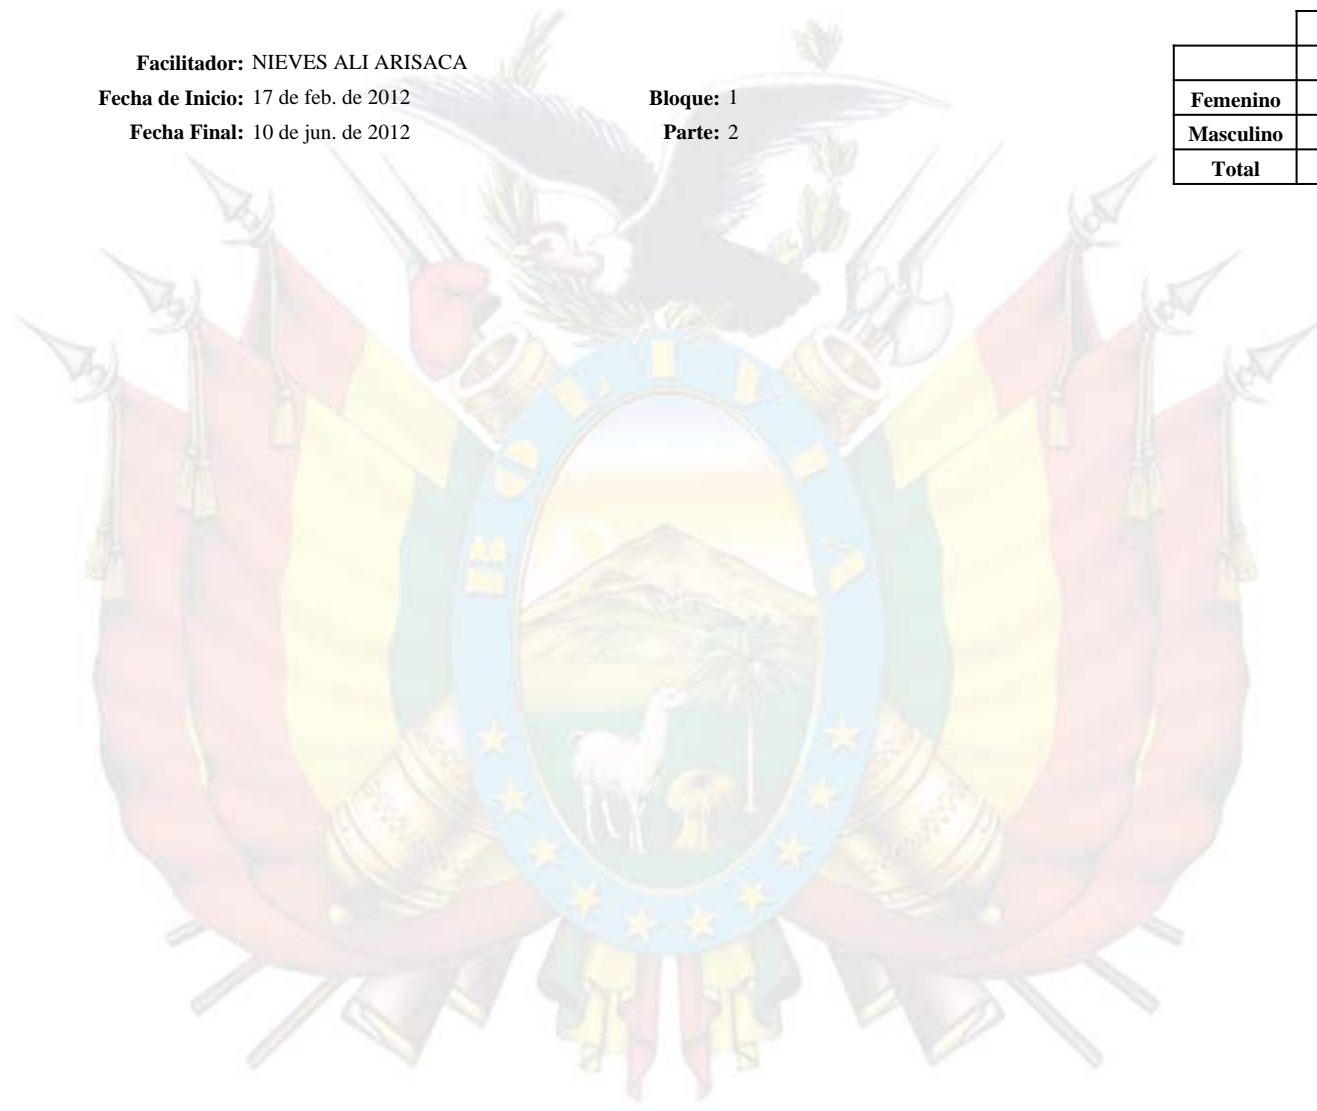 Facilitador: NIEVES ALI ARISACA
Fecha de Inicio: 17 de feb. de 2012 Bloque: 1
Fecha Final: 10 de jun. de 2012 Parte: 2
Femenino
Masculino
Total
BOLIVIA